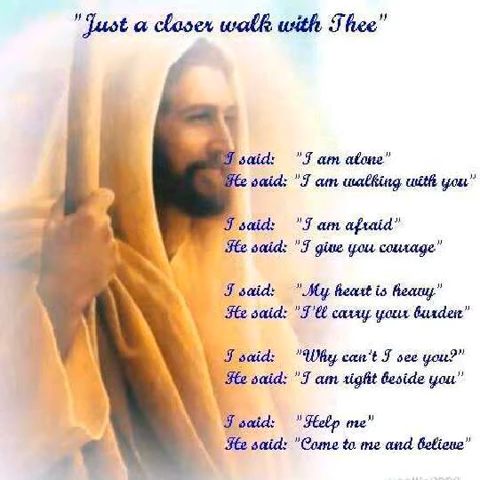 "Just a closer walk with Thee"
I said: "I am alone"
He said: "I am walking with you"
I said: "I am afraid"
He said: "I give you courage"
I said: "My heart is heavy"
He said: "I'll carry your burden"
I said: "Why can't I see you?"
He said: "I am right beside you"
I said: "Help me"
He said: "Come to me and believe"